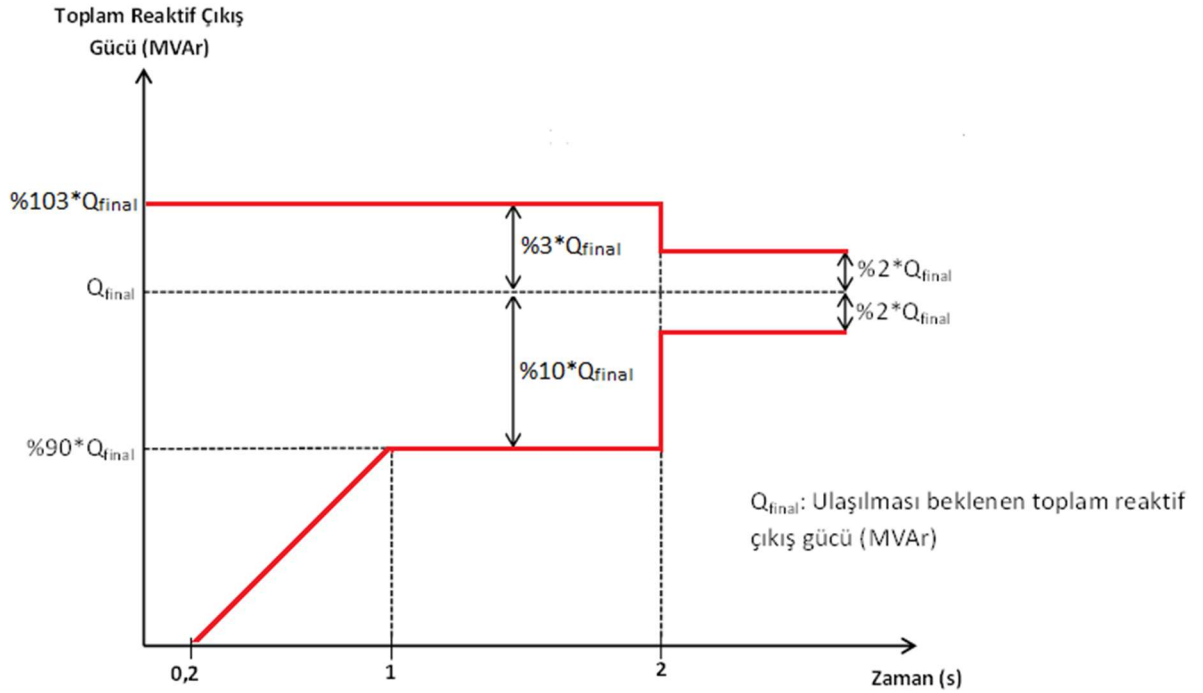 Toplam Reaktif Çıkış
Gücü (MVAr)
%103*Qfinal
%3*Qfinal
%2*Qfinal
Qfinal
%2*Qfinal
%10*Qfinal
%90*Qfinal
Qfinal: Ulaşılması beklenen toplam reaktif
çıkış gücü (MVAr)
0,2
1
2
Zaman (s)